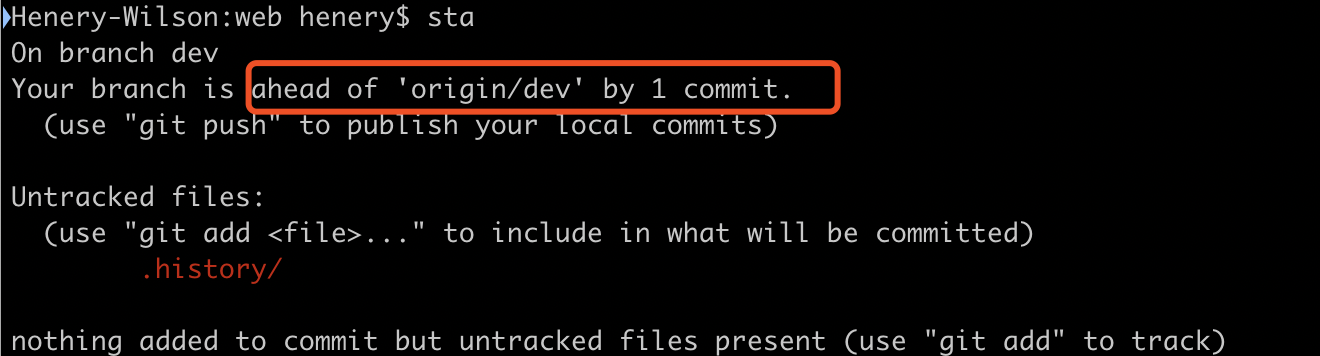 Henery-Wilson:web henery$ sta
On branch dev
Your branch is ahead of 'origin/dev' by 1 commit.
  (use "git push" to publish your local commits)

Untracked files:
  (use "git add <file>..." to include in what will be committed)
        .history/

nothing added to commit but untracked files present (use "git add" to track)